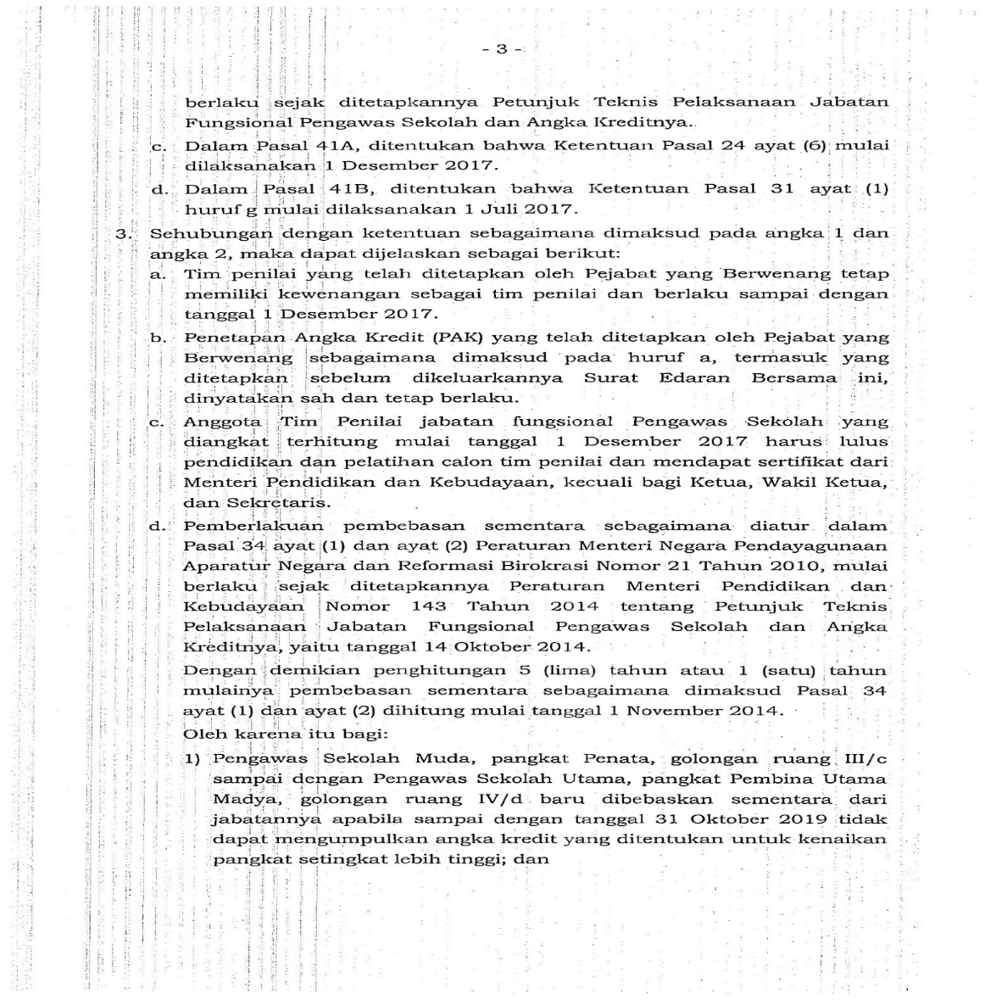 - 3 -
berlaku sejak ditetapkannya Petunjuk Teknis Pelaksanaan Jabatan
Fungsional Pengawas Sekolah dan Angka Kreditnya.
c. Dalam Pasal 41A, ditentukan bahwa Ketentuan Pasal 24 ayat (6) mulai
dilaksanakan 1 Desember 2017.
d. Dalam Pasal 41B, ditentukan bahwa Ketentuan Pasal 31 ayat (1)
huruf g mulai dilaksanakan 1 Juli 2017.
3. Sehubungan dengan ketentuan sebagaimana dimaksud pada angka 1 dan
angka 2, maka dapat dijelaskan sebagai berikut:
a. Tim penilai yang telah ditetapkan oleh Pejabat yang Berwenang tetap
memiliki kewenangan sebagai tim penilai dan berlaku sampai dengan
tanggal 1 Desember 2017.
b. Penetapan Angka Kredit (PAK) yang telah ditetapkan oleh Pejabat yang
Berwenang sebagaimana dimaksud pada huruf a, termasuk yang
ditetapkan sebelum dikeluarkannya Surat Edaran Bersama ini,
dinyatakan sah dan tetap berlaku.
c. Anggota Tim Penilai jabatan fungsional Pengawas Sekolah yang
diangkat terhitung mulai tanggal 1 Desember 2017 harus lulus
pendidikan dan pelatihan calon tim penilai dan mendapat sertifikat dari
Menteri Pendidikan dan Kebudayaan, kecuali bagi Ketua, Wakil Ketua,
dan Sekretaris.
d. Pemberlakuan pembebasan sementara sebagaimana diatur dalam
Pasal 34 ayat (1) dan ayat (2) Peraturan Menteri Negara Pendayagunaan
Aparatur Negara dan Reformasi Birokrasi Nomor 21 Tahun 2010, mulai
berlaku sejak ditetapkannya Peraturan Menteri Pendidikan dan
Kebudayaan Nomor 143 Tahun 2014 tentang Petunjuk Teknis
Pelaksanaan Jabatan Fungsional Pengawas Sekolah dan Angka
Kreditnya, yaitu tanggal 14 Oktober 2014.
Dengan demikian penghitungan 5 (lima) tahun atau 1 (satu) tahun
mulainya pembebasan sementara sebagaimana dimaksud Pasal 34
ayat (1) dan ayat (2) dihitung mulai tanggal 1 November 2014.
Oleh karena itu bagi:
1) Pengawas Sekolah Muda, pangkat Penata, golongan ruang III/c
sampai dengan Pengawas Sekolah Utama, pangkat Pembina Utama
Madya, golongan ruang IV/d baru dibebaskan sementara dari
jabatannya apabila sampai dengan tanggal 31 Oktober 2019 tidak
dapat mengumpulkan angka kredit yang ditentukan untuk kenaikan
pangkat setingkat lebih tinggi; dan